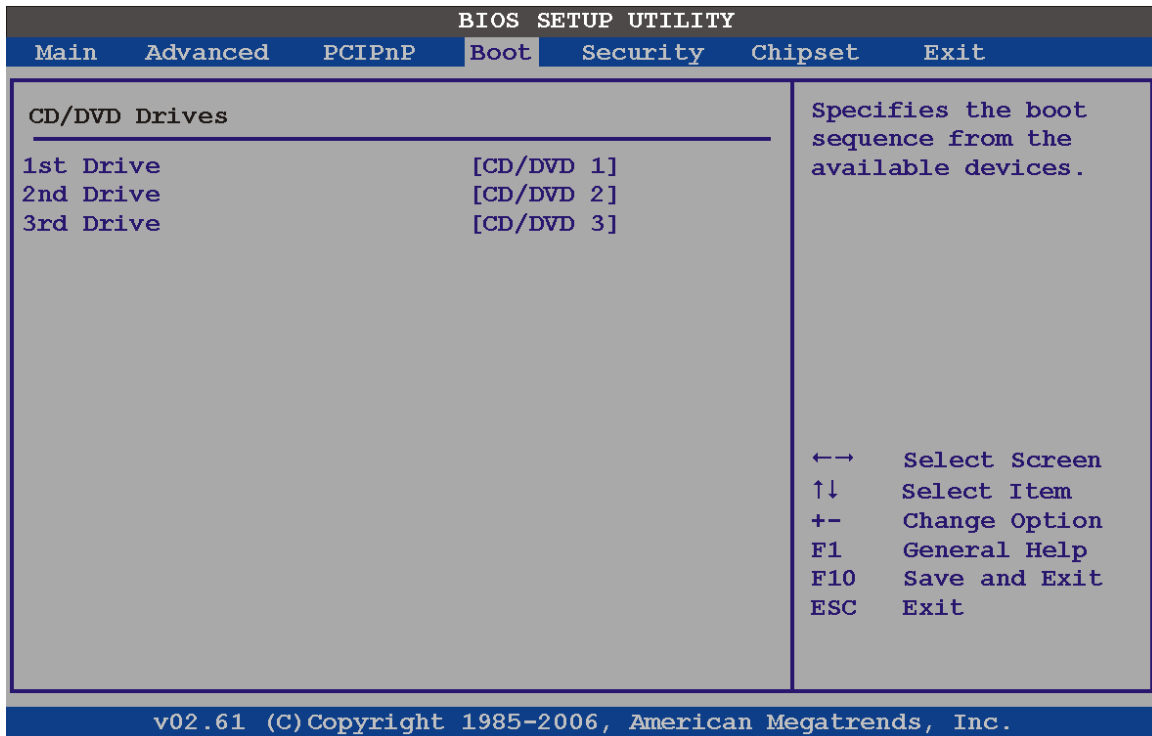 BIOS SETUP UTILITY
Main Advanced PCIPnP Boot Security Chipset Exit
CD/DVD Drives
1st Drive [CD/DVD 1]
2nd Drive [CD/DVD 2]
3rd Drive [CD/DVD 3]
Specifies the boot
sequence from the
available devices.
←→ Select Screen
↑↓ Select Item
+- Change Option
F1 General Help
F10 Save and Exit
ESC Exit
v02.61 (C)Copyright 1985-2006, American Megatrends, Inc.